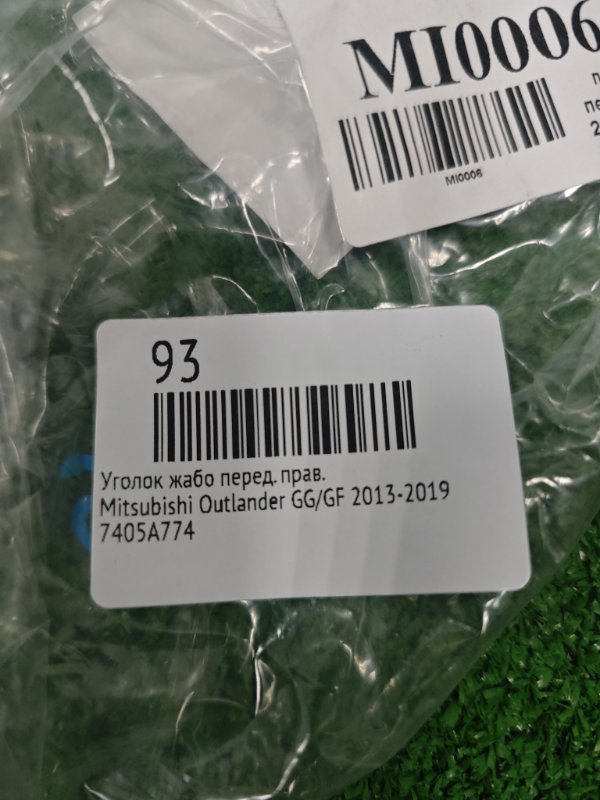 MI0006
MI0006
93
Уголок жабо перед. прав.
Mitsubishi Outlander GG/GF 2013-2019
7405A774